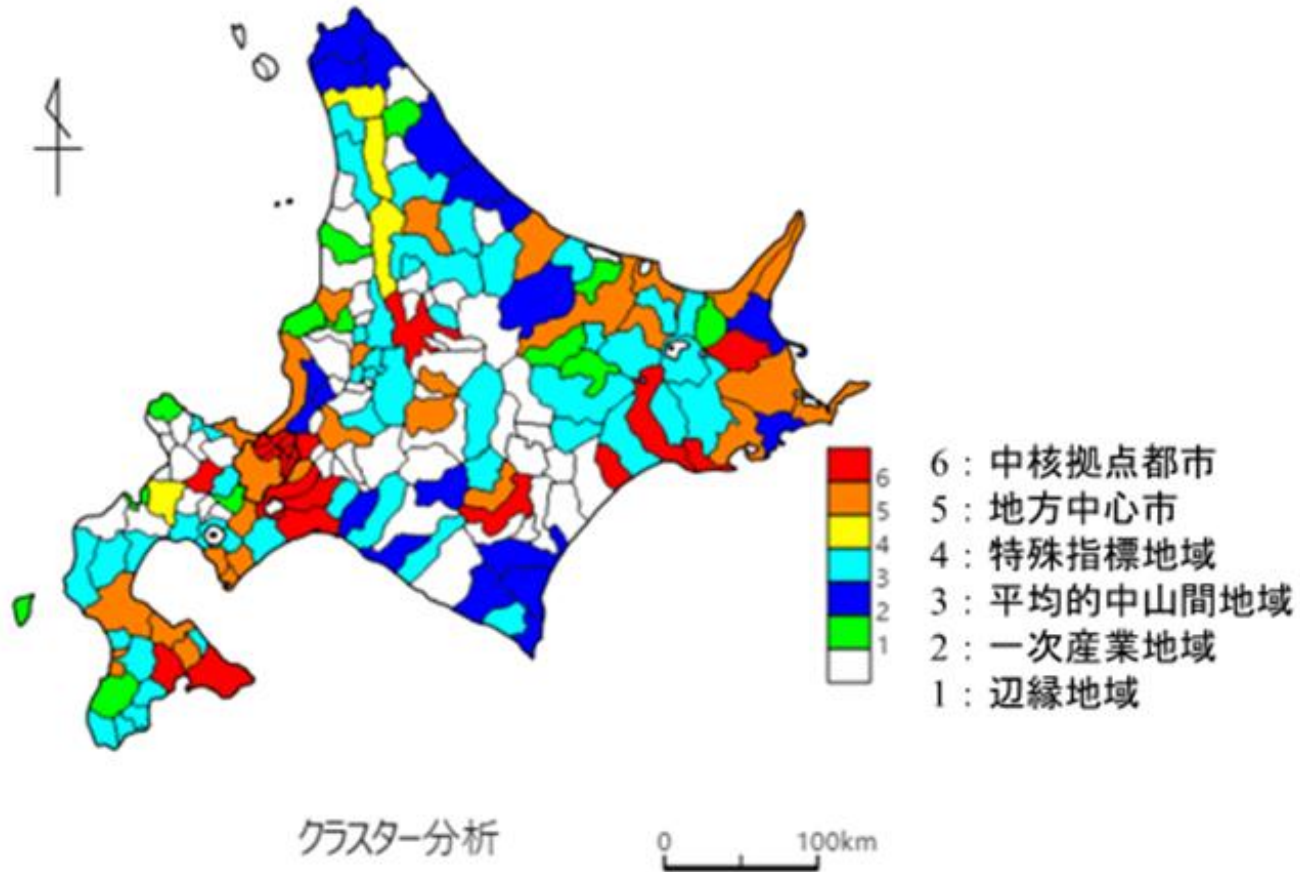 6
5
4
3
2
1
6 : 中核拠点都市
5 : 地方中心市
4 : 特殊指標地域
3 : 平均的中山間地域
2 : 一次産業地域
1 : 辺縁地域
クラスター分析
0 100km